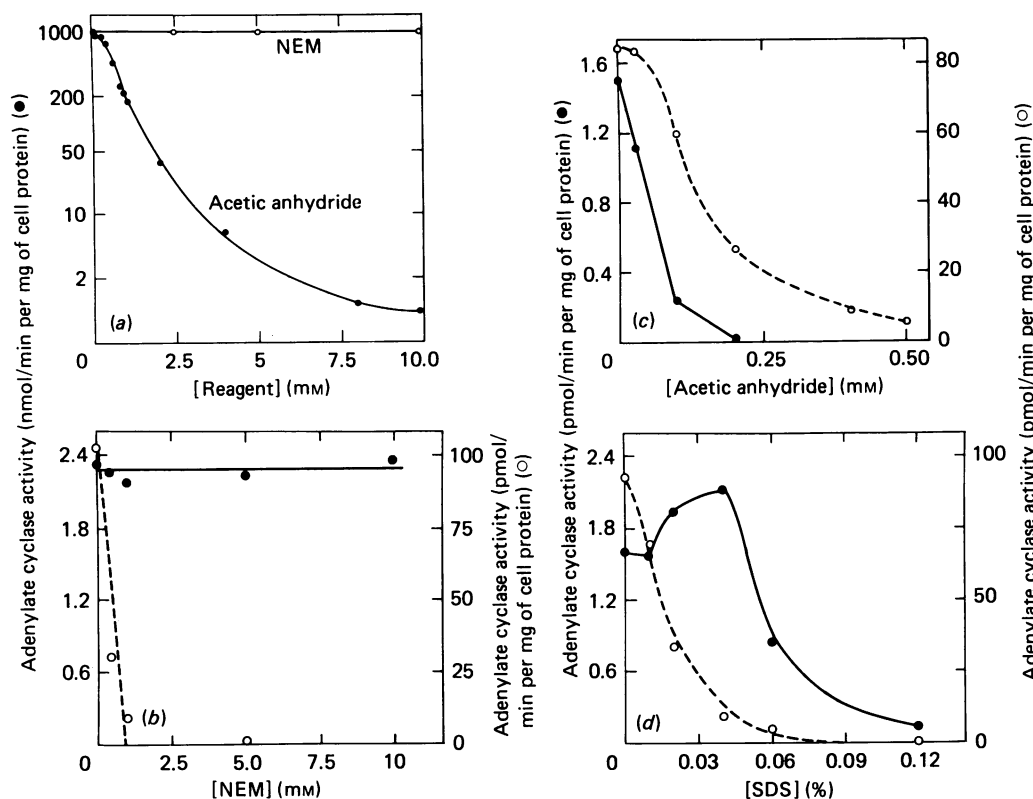 Adenylate cyclase activity (nmol/min per mg of cell protein) (●)
1000
200
50
10
2
NEM
Acetic anhydride
(a)
0 2.5 5.0 7.5 10.0
[Reagent] (mM)
2.4
1.8
1.2
0.6
(b)
100
75
50
25
0
Adenylate cyclase activity (pmol/
min per mg of cell protein) (○)
0 2.5 5.0 7.5 10
[NEM] (mM)
Adenylate cyclase activity (pmol/min per mg of cell protein) (●)
1.6
1.2
0.8
0.4
(c)
80
60
40
20
0
0 0.25 0.50
[Acetic anhydride] (mM)
2.4
1.8
1.2
0.6
(d)
100
50
0
0 0.03 0.06 0.09 0.12
[SDS] (%)
Adenylate cyclase activity (pmol/min per mg of cell protein) (○)